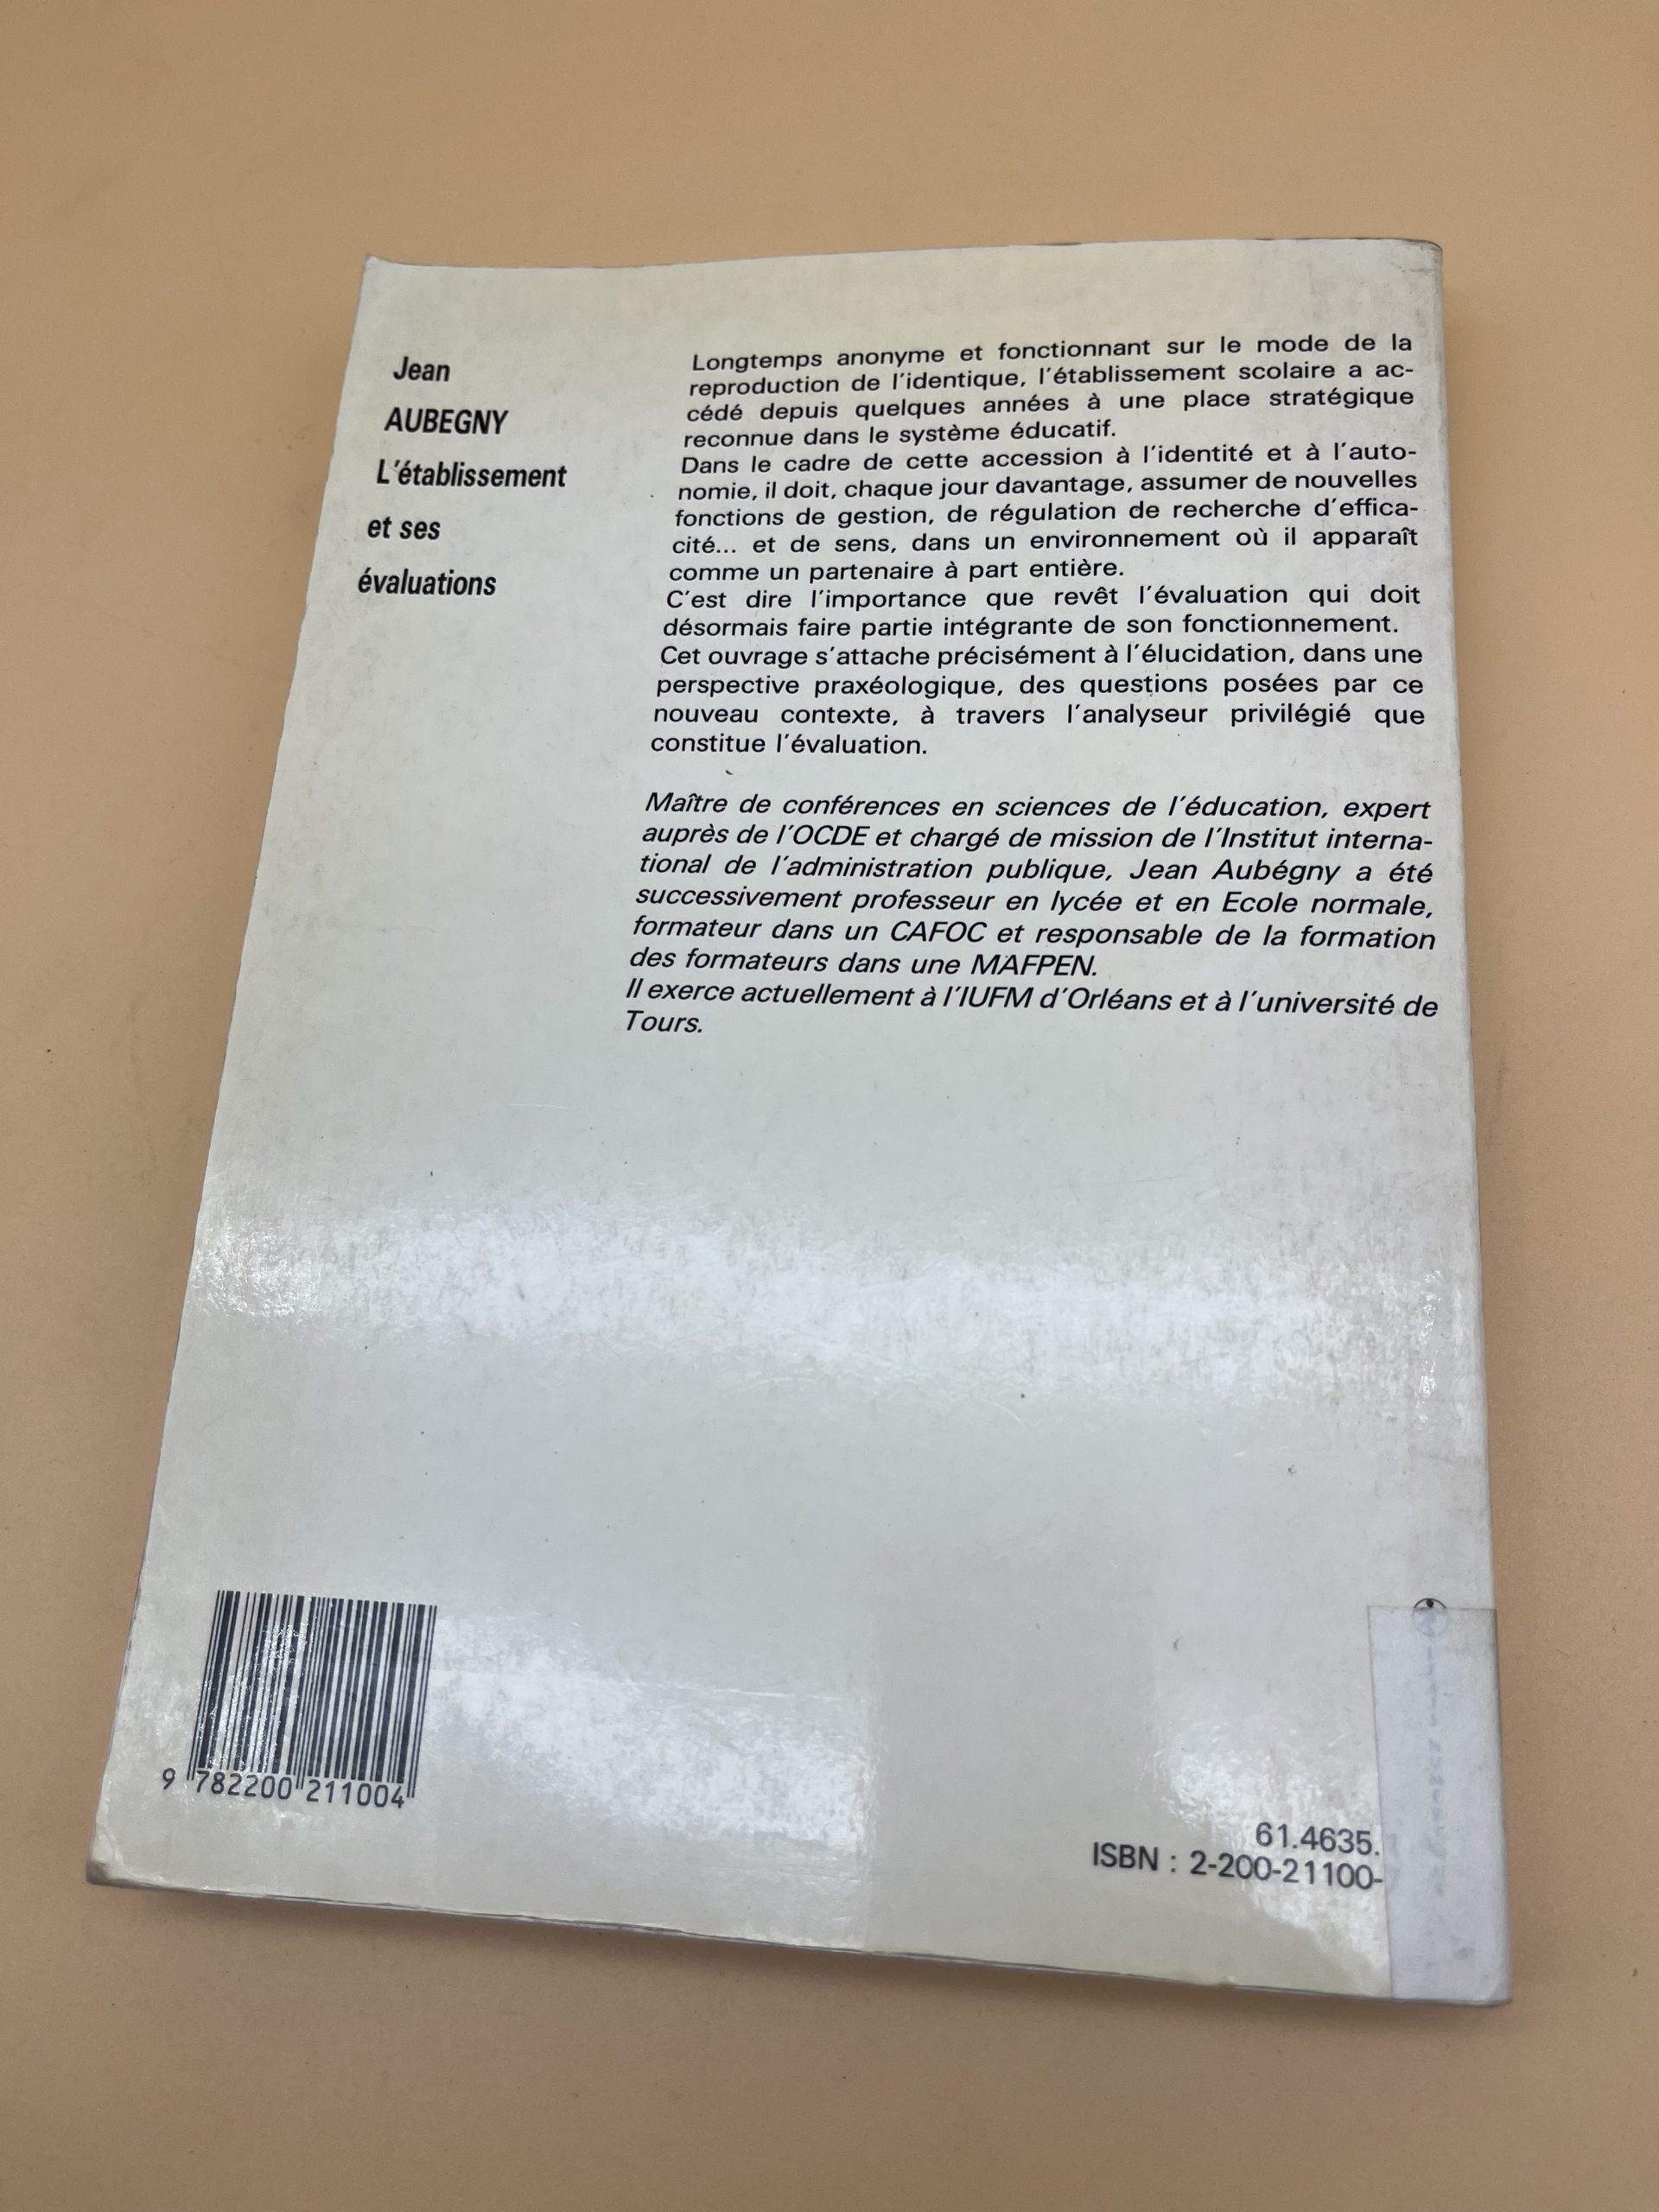 Jean
AUBEGNY
L'établissement
et ses
évaluations
Longtemps anonyme et fonctionnant sur le mode de la
reproduction de l'identique, l'établissement scolaire a ac-
cédé depuis quelques années à une place stratégique
reconnue dans le système éducatif.
Dans le cadre de cette accession à l'identité et à l'auto-
nomie, il doit, chaque jour davantage, assumer de nouvelles
fonctions de gestion, de régulation de recherche d'effica-
cité... et de sens, dans un environnement où il apparaît
comme un partenaire à part entière.
C'est dire l'importance que revêt l'évaluation qui doit
désormais faire partie intégrante de son fonctionnement.
Cet ouvrage s'attache précisément à l'élucidation, dans une
perspective praxéologique, des questions posées par ce
nouveau contexte, à travers l'analyseur privilégié que
constitue l'évaluation.
Maître de conférences en sciences de l'éducation, expert
auprès de l'OCDE et chargé de mission de l'Institut interna-
tional de l'administration publique, Jean Aubégny a été
successivement professeur en lycée et en Ecole normale,
formateur dans un CAFOC et responsable de la formation
des formateurs dans une MAFPEN.
Il exerce actuellement à l'IUFM d'Orléans et à l'université de
Tours.
9 782200 211004
61.4635.
ISBN : 2-200-21100-